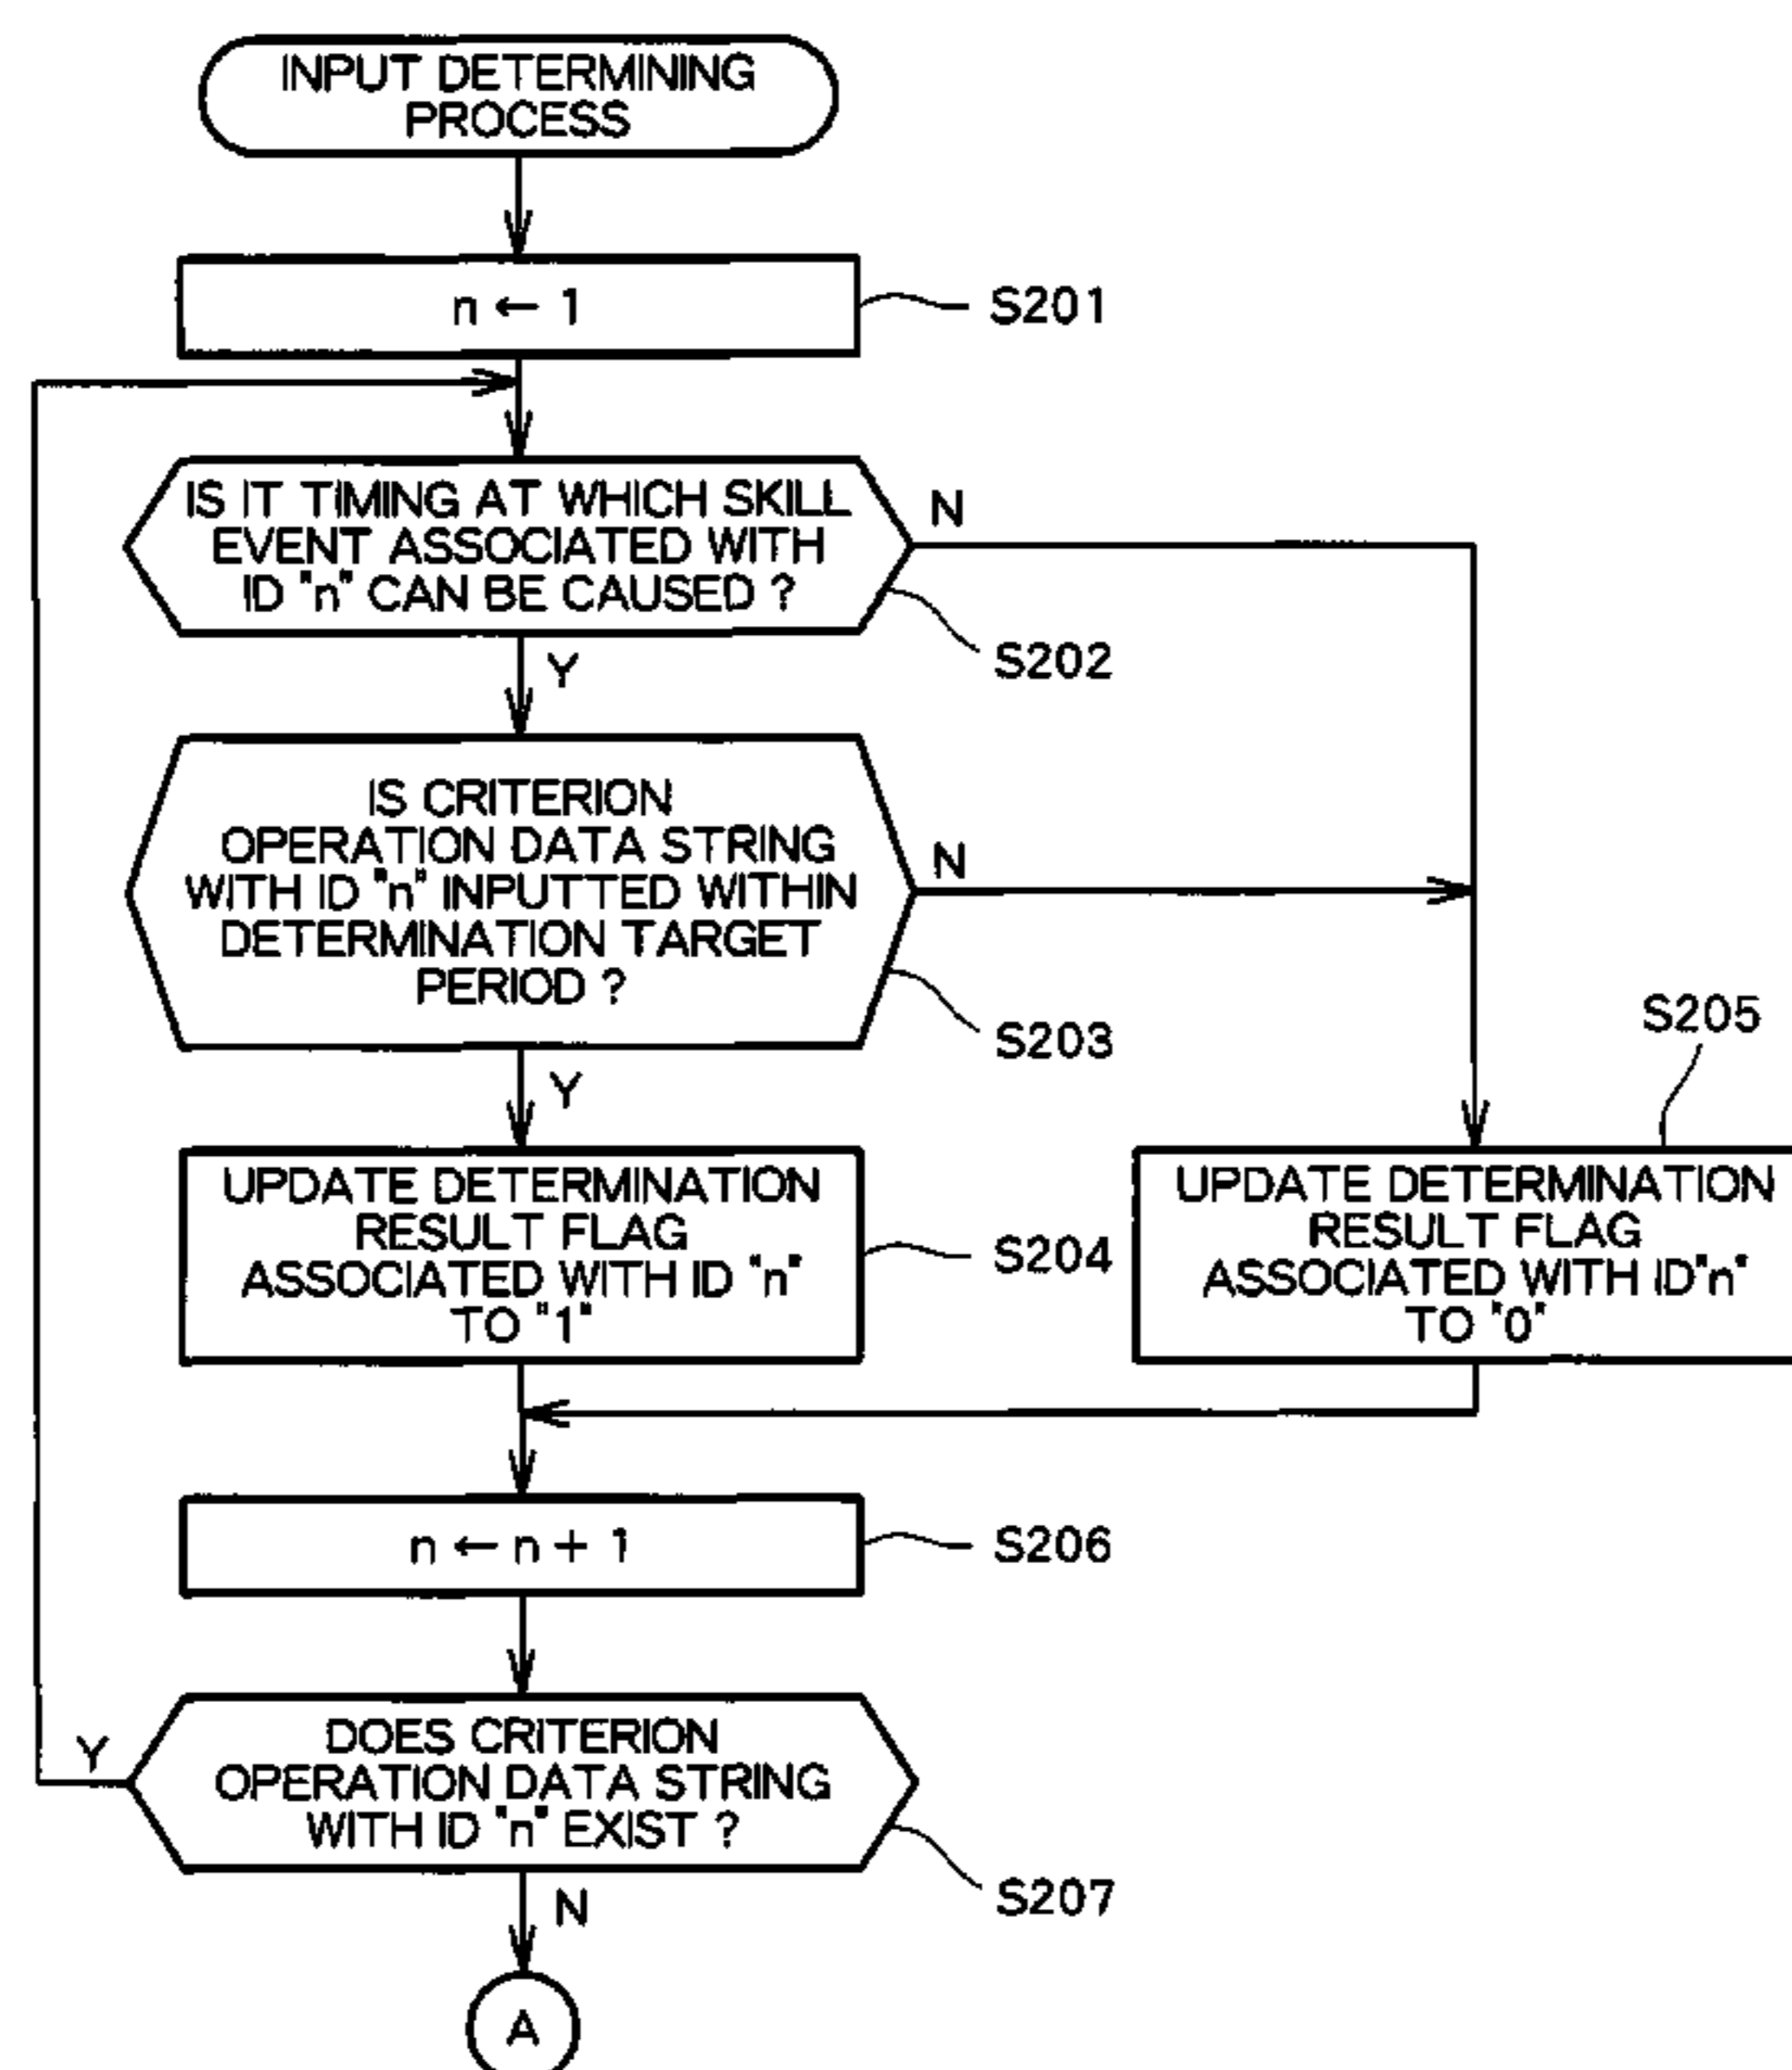 INPUT DETERMINING
PROCESS
n ← 1
S201
IS IT TIMING AT WHICH SKILL
EVENT ASSOCIATED WITH
ID "n" CAN BE CAUSED ?
N
S202
Y
IS CRITERION
OPERATION DATA STRING
WITH ID "n" INPUTTED WITHIN
DETERMINATION TARGET
PERIOD ?
N
S203
Y
S205
UPDATE DETERMINATION
RESULT FLAG
ASSOCIATED WITH ID "n"
TO "1"
S204
UPDATE DETERMINATION
RESULT FLAG
ASSOCIATED WITH ID"n"
TO "0"
n ← n + 1
S206
DOES CRITERION
OPERATION DATA STRING
WITH ID "n" EXIST ?
Y
S207
N
A